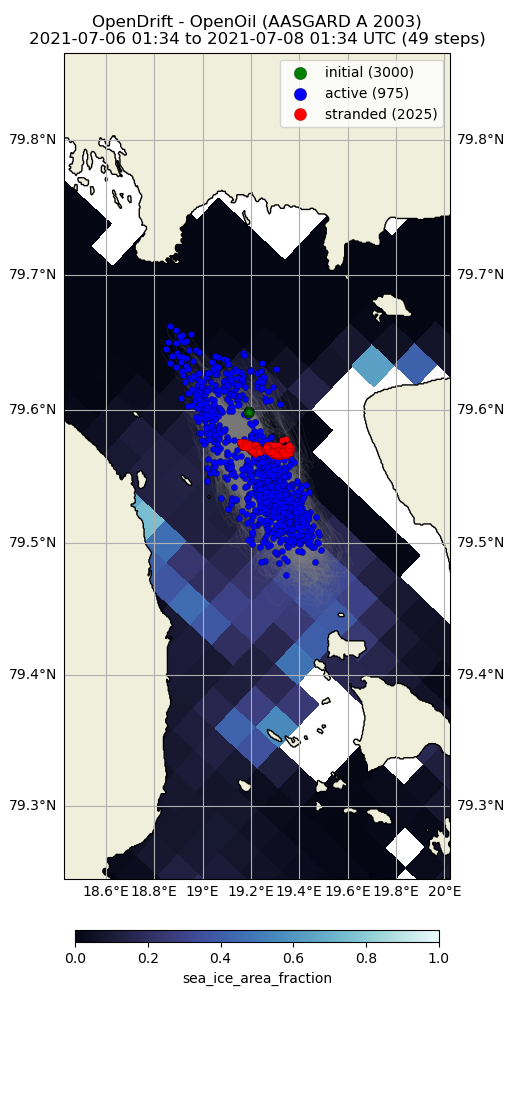 OpenDrift - OpenOil (AASGARD A 2003)
2021-07-06 01:34 to 2021-07-08 01:34 UTC (49 steps)
initial (3000)
active (975)
stranded (2025)
79.8°N 79.8°N
79.7°N 79.7°N
79.6°N 79.6°N
79.5°N 79.5°N
79.4°N 79.4°N
79.3°N 79.3°N
18.6°E 18.8°E 19°E 19.2°E 19.4°E 19.6°E 19.8°E 20°E
0.0 0.2 0.4 0.6 0.8 1.0
sea_ice_area_fraction